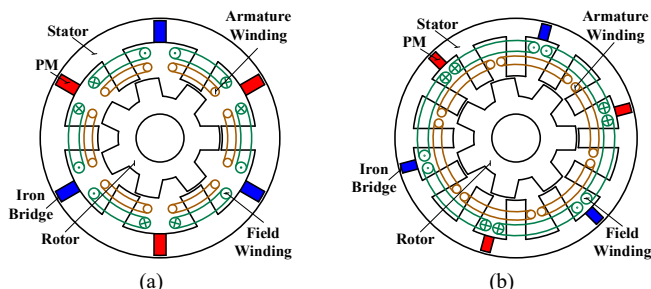 Stator
Armature
Winding
PM
Iron
Bridge
Rotor
Field
Winding
(a)
Stator
PM
Armature
Winding
Iron
Bridge
Rotor
Field
Winding
(b)